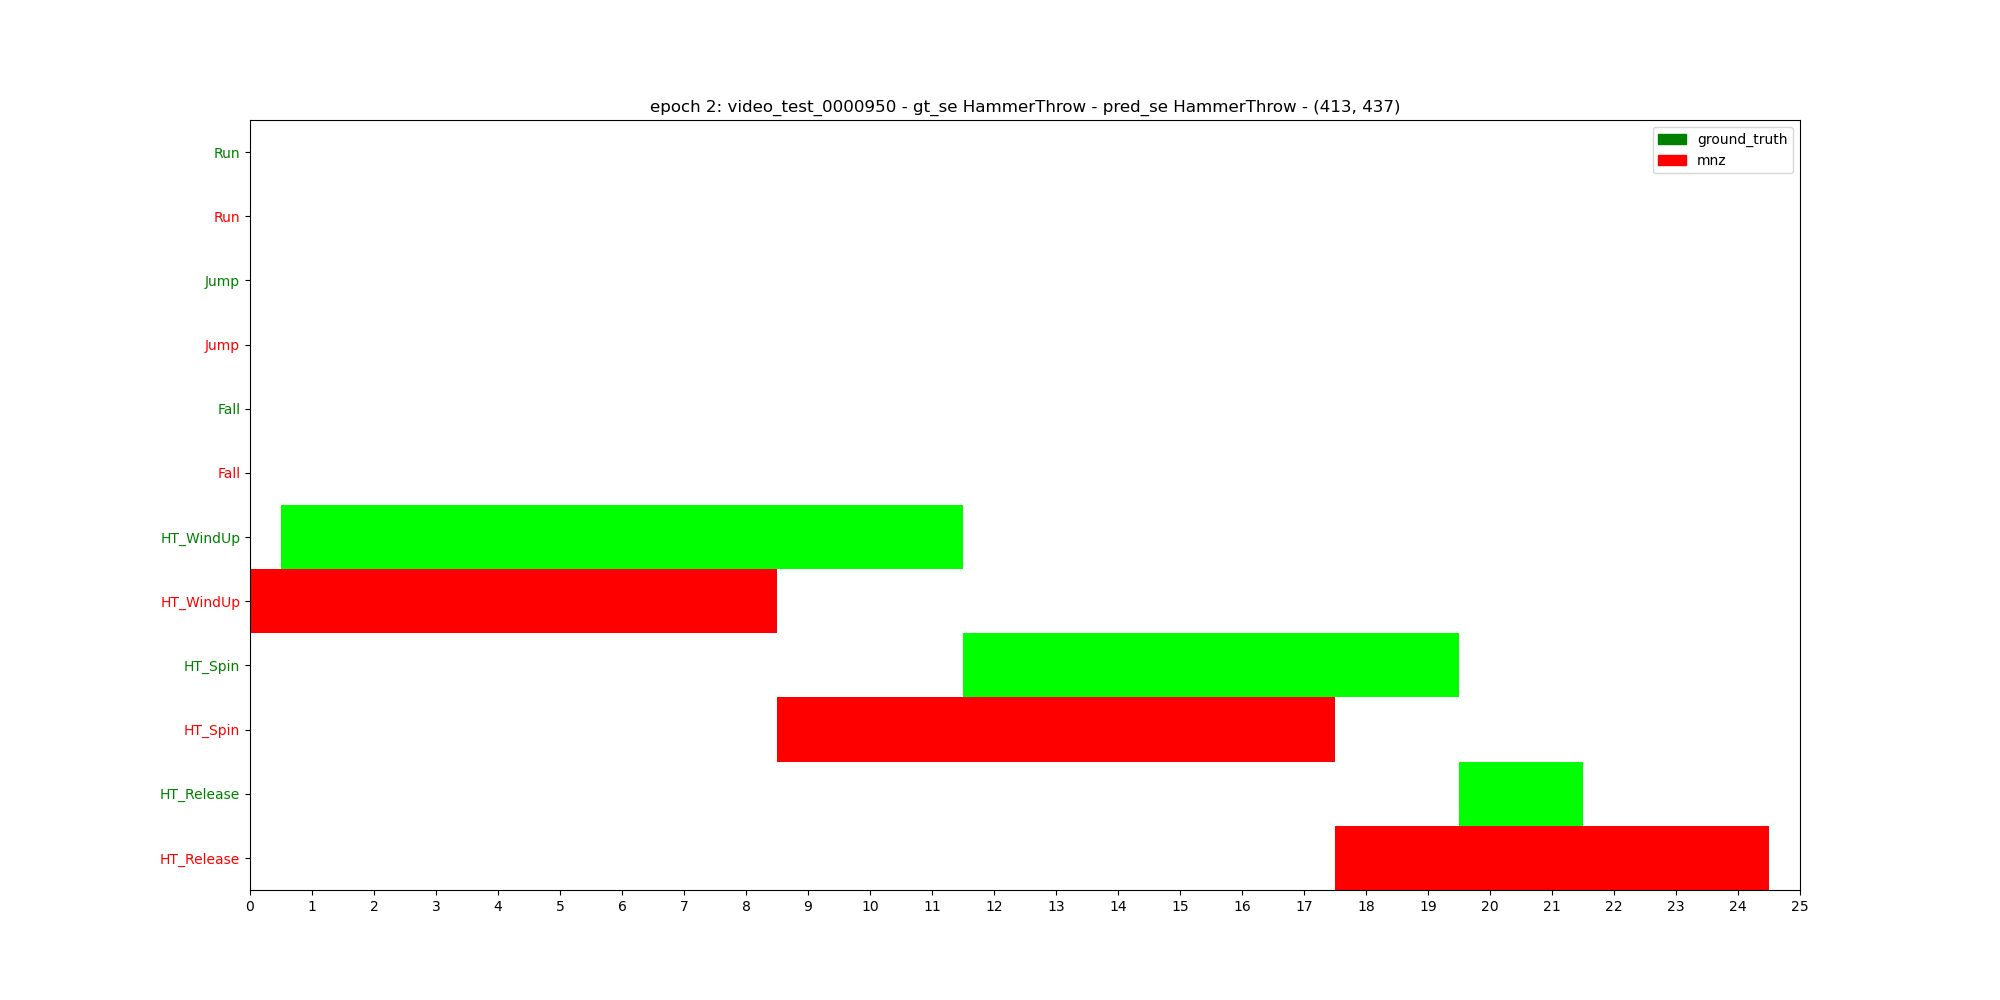 epoch 2: video_test_0000950 - gt_se HammerThrow - pred_se HammerThrow - (413, 437)
ground_truth
mnz
Run
Run
Jump
Jump
Fall
Fall
HT_WindUp
HT_WindUp
HT_Spin
HT_Spin
HT_Release
HT_Release
0 1 2 3 4 5 6 7 8 9 10 11 12 13 14 15 16 17 18 19 20 21 22 23 24 25